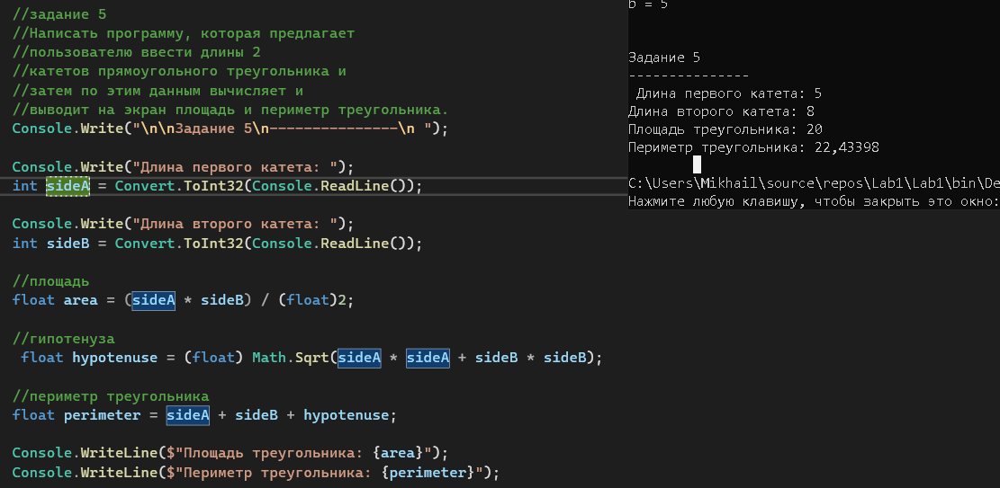 //задание 5
//Написать программу, которая предлагает
//пользователю ввести длины 2
//катетов прямоугольного треугольника и
//затем по этим данным вычисляет и
//выводит на экран площадь и периметр треугольника.
Console.Write("\n\nЗадание 5\n---------------\n ");
Console.Write("Длина первого катета: ");
int sideA = Convert.ToInt32(Console.ReadLine());
Console.Write("Длина второго катета: ");
int sideB = Convert.ToInt32(Console.ReadLine());
//площадь
float area = (sideA * sideB) / (float)2;
//гипотенуза
float hypotenuse = (float) Math.Sqrt(sideA * sideA + sideB * sideB);
//периметр треугольника
float perimeter = sideA + sideB + hypotenuse;
Console.WriteLine($"Площадь треугольника: {area}");
Console.WriteLine($"Периметр треугольника: {perimeter}");
b = 5
Задание 5
---------------
Длина первого катета: 5
Длина второго катета: 8
Площадь треугольника: 20
Периметр треугольника: 22,43398
C:\Users\Mikhail\source\repos\Lab1\Lab1\bin\De
Нажмите любую клавишу, чтобы закрыть это окно: